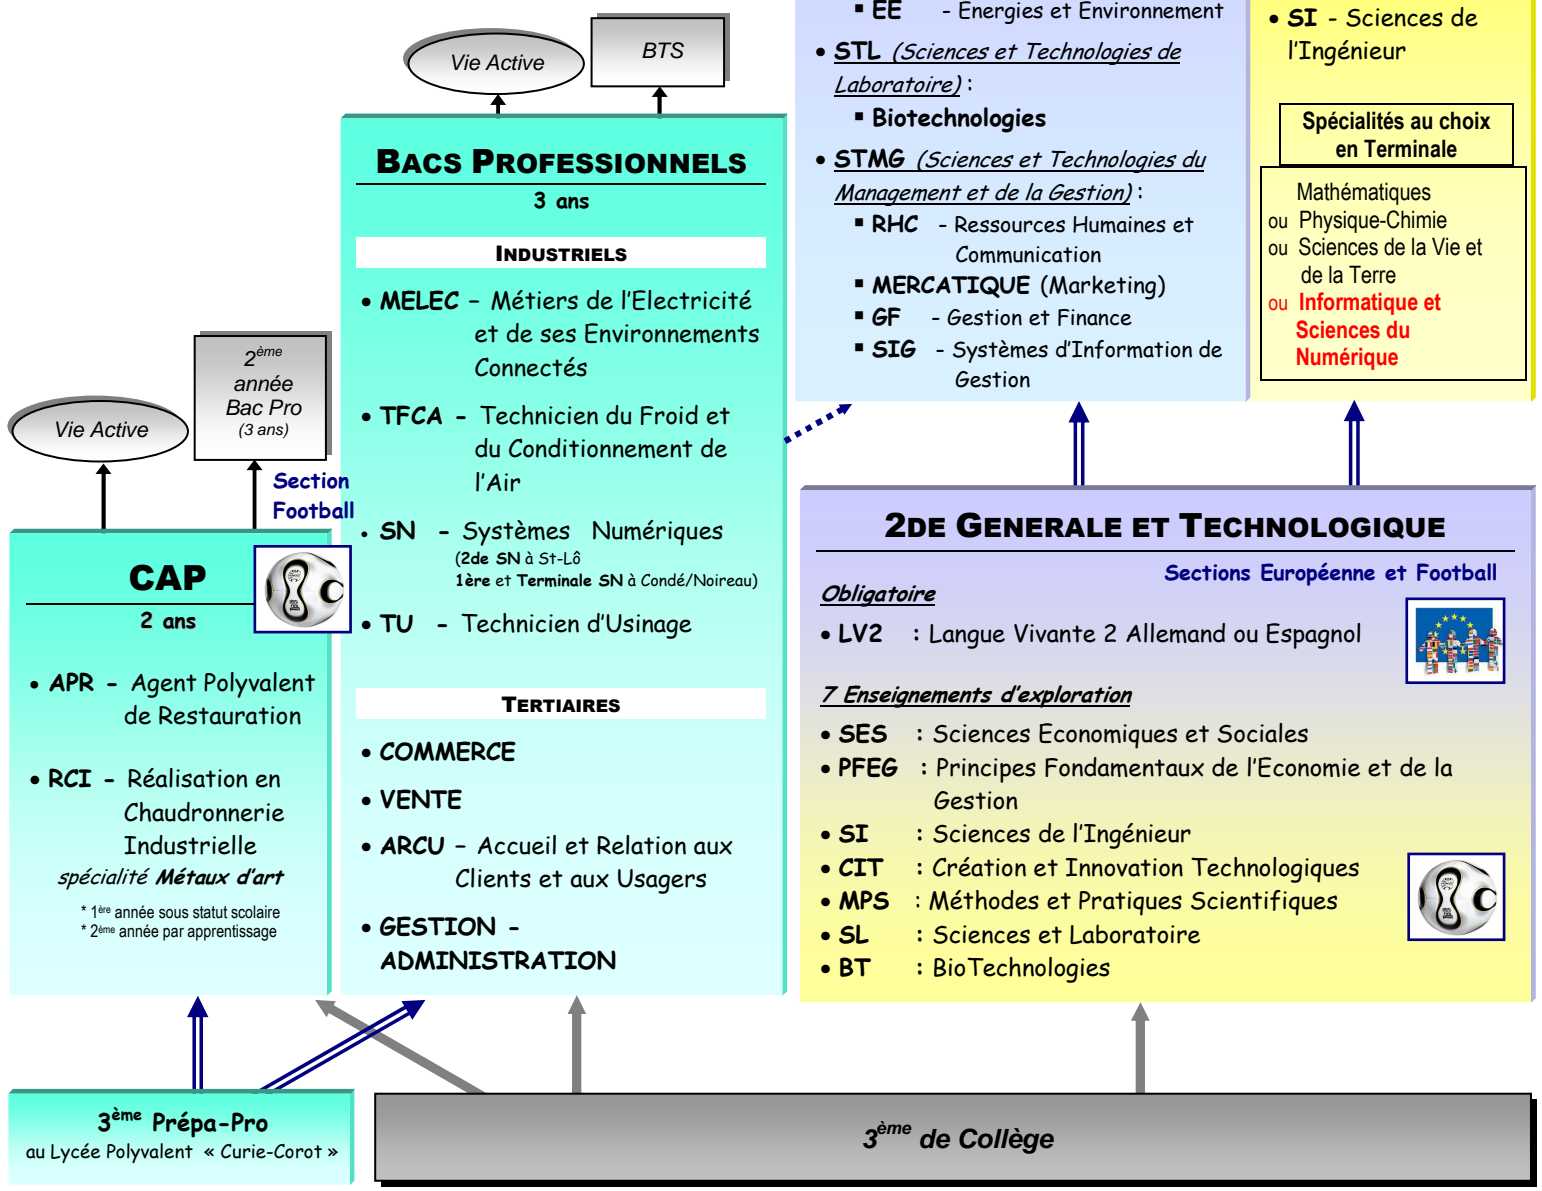 ▪ EE - Energies et Environnement
• STL (Sciences et Technologies de
Laboratoire) :
▪ Biotechnologies
• STMG (Sciences et Technologies du
Management et de la Gestion) :
▪ RHC - Ressources Humaines et
Communication
▪ MERCATIQUE (Marketing)
▪ GF - Gestion et Finance
▪ SIG - Systèmes d'Information de
Gestion
• SI - Sciences de
l'Ingénieur
Spécialités au choix
en Terminale
Mathématiques
ou Physique-Chimie
ou Sciences de la Vie et
de la Terre
ou Informatique et
Sciences du
Numérique
Vie Active
BTS
BACS PROFESSIONNELS
3 ans
INDUSTRIELS
• MELEC – Métiers de l'Electricité
et de ses Environnements
Connectés
• TFCA – Technicien du Froid et
du Conditionnement de
l'Air
• SN – Systèmes Numériques
(2de SN à St-Lô
1ère et Terminale SN à Condé/Noireau)
• TU – Technicien d'Usinage
TERTIAIRES
• COMMERCE
• VENTE
• ARCU – Accueil et Relation aux
Clients et aux Usagers
• GESTION –
ADMINISTRATION
Vie Active
2ème
année
Bac Pro
(3 ans)
Section
Football
CAP
2 ans
• APR – Agent Polyvalent
de Restauration
• RCI – Réalisation en
Chaudronnerie
Industrielle
spécialité Métaux d'art
* 1ère année sous statut scolaire
* 2ème année par apprentissage
2DE GENERALE ET TECHNOLOGIQUE
Sections Européenne et Football
Obligatoire
• LV2 : Langue Vivante 2 Allemand ou Espagnol
7 Enseignements d'exploration
• SES : Sciences Economiques et Sociales
• PFEG : Principes Fondamentaux de l'Economie et de la
Gestion
• SI : Sciences de l'Ingénieur
• CIT : Création et Innovation Technologiques
• MPS : Méthodes et Pratiques Scientifiques
• SL : Sciences et Laboratoire
• BT : BioTechnologies
3ème Prépa-Pro
au Lycée Polyvalent « Curie-Corot »
3ème de Collège